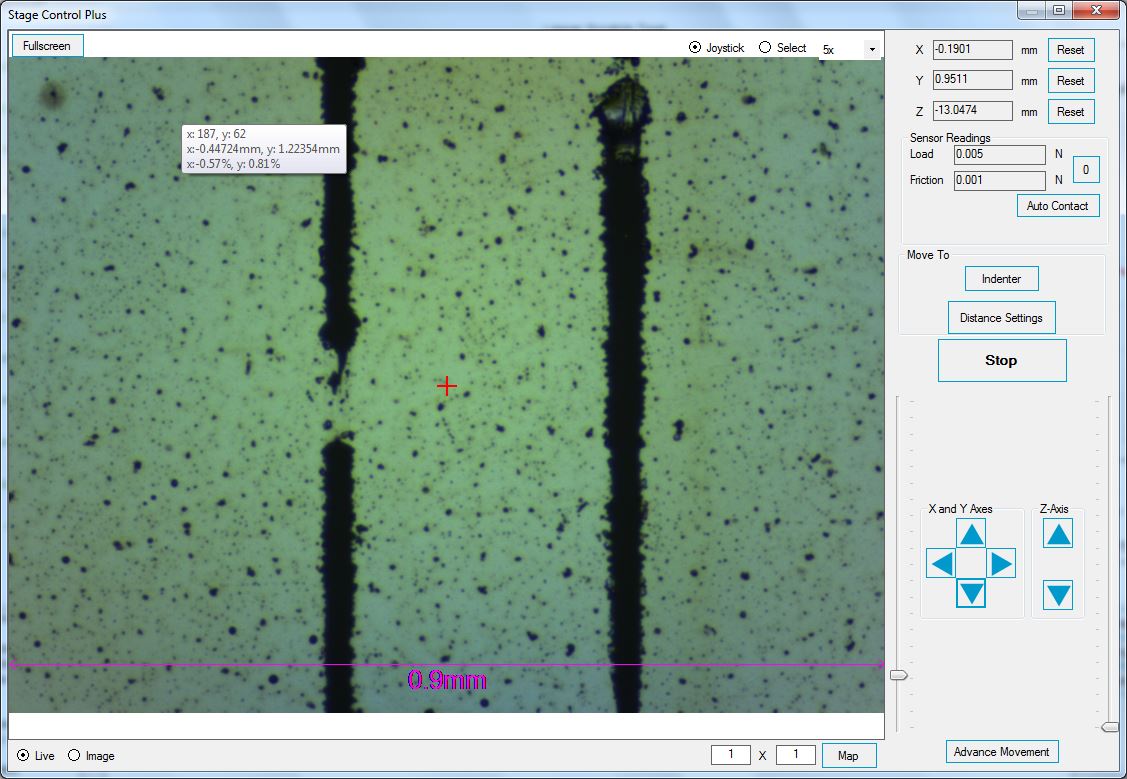 Stage Control Plus
Fullscreen
Joystick Select 5x
X -0.1901 mm Reset
Y 0.9511 mm Reset
Z -13.0474 mm Reset
x: 187, y: 62
x:-0.44724mm, y: 1.22354mm
x:-0.57%, y: 0.81%
Sensor Readings
Load 0.005 N
0
Friction 0.001 N
Auto Contact
Move To
Indenter
Distance Settings
Stop
X and Y Axes
Z-Axis
0.9mm
Live Image
1 X 1 Map
Advance Movement